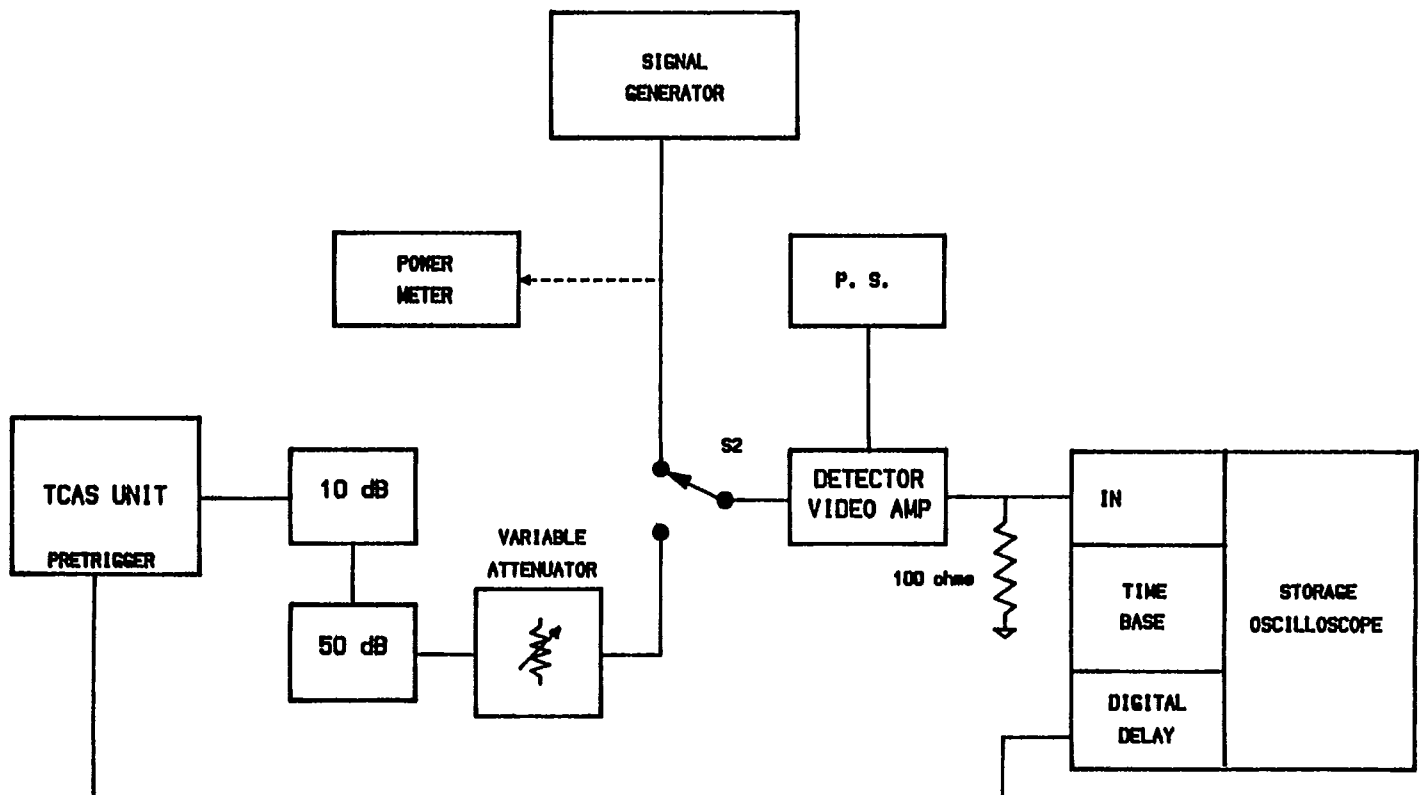 SIGNAL
GENERATOR
POWER
METER
P. S.
S2
TCAS UNIT
PRETRIGGER
10 dB
50 dB
VARIABLE
ATTENUATOR
DETECTOR
VIDEO AMP
100 ohms
IN
TIME
BASE
DIGITAL
DELAY
STORAGE
OSCILLOSCOPE